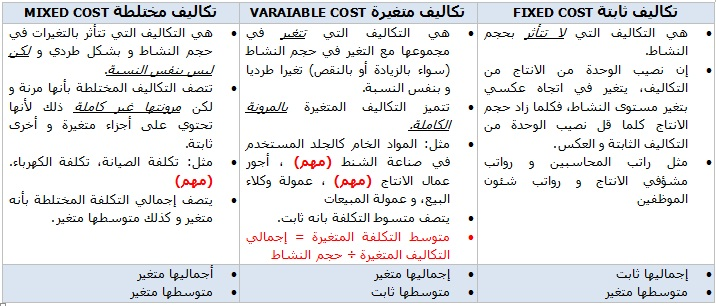 تكاليف ثابتة FIXED COST
هي التكاليف التي لا تتأثر بحجم
النشاط.
إن نصيب الوحدة من الانتاج من
التكاليف، يتغير في اتجاه عكسي
بتغير مستوى النشاط، فكلما زاد حجم
الانتاج كلما قل نصيب الوحدة من
التكاليف الثابتة و العكس.
مثل راتب المحاسبين و رواتب
مشؤفي الانتاج و رواتب شئون
الموظفين
إجماليها ثابت
متوسطها متغير
تكاليف متغيرة VARAIABLE COST
هي التكاليف التي تتغير في
مجموعها مع التغير في حجم النشاط
(سواء بالزيادة أو بالنقص) تغيرا طرديا
و بنفس النسبة.
تتميز التكاليف المتغيرة بالمرونة
الكاملة.
مثل: المواد الخام كالجلد المستخدم
في صناعة الشنط (مهم) ، أجور
عمال الانتاج (مهم) ، عمولة وكلاء
البيع، و عمولة المبيعات
يتصف متسوط التكلفة بانه ثابت.
متوسط التكلفة المتغيرة = إجمالي
التكاليف المتغيرة ÷ حجم النشاط
إجماليها متغير
متوسطها ثابت
تكاليف مختلطة MIXED COST
هي التكاليف التي تتأثر بالتغيرات في
حجم النشاط و بشكل طردي و لكن
ليس بنفس النسبة.
تتصف التكاليف المختلطة بأنها مرنة و
لكن مرونتها غير كاملة ذلك لأنها
تحتوي على أجزاء متغيرة و أخرى
ثابتة.
مثل: تكلفة الصيانة، تكلفة الكهرباء.
(مهم)
يتصف إجمالي التكلفة المختلطة بأنه
متغير و كذلك متوسطها متغير.
أجماليها متغير
متوسطها متغير